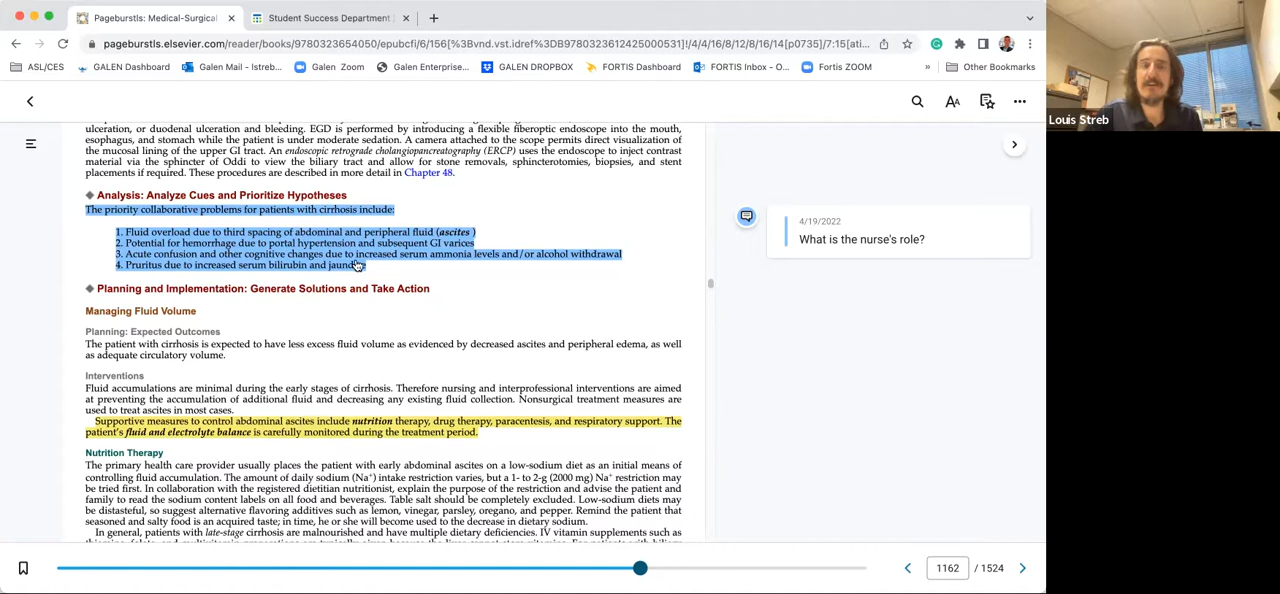 Pageburstls: Medical-Surgical
Student Success Department
pageburstls.elsevier.com/reader/books/9780323654050/epubcfi/6/156[%3Bvnd.vst.idref%3DB9780323612425000531]!/4/4/16/8/12/8/16/14[p0735]/7:15[ati...
ASL/CES
GALEN Dashboard
Galen Mail - lstreb...
Galen Zoom
Galen Enterprise...
GALEN DROPBOX
FORTIS Dashboard
FORTIS Inbox - O...
Fortis ZOOM
»
Other Bookmarks
Louis Streb
AA
ulceration, or duodenal ulceration and bleeding. EGD is performed by introducing a flexible fiberoptic endoscope into the mouth,
esophagus, and stomach while the patient is under moderate sedation. A camera attached to the scope permits direct visualization of
the mucosal lining of the upper GI tract. An endoscopic retrograde cholangiopancreatography (ERCP) uses the endoscope to inject contrast
material via the sphincter of Oddi to view the biliary tract and allow for stone removals, sphincterotomies, biopsies, and stent
placements if required. These procedures are described in more detail in Chapter 48.
◆ Analysis: Analyze Cues and Prioritize Hypotheses
The priority collaborative problems for patients with cirrhosis include:
1. Fluid overload due to third spacing of abdominal and peripheral fluid (ascites )
2. Potential for hemorrhage due to portal hypertension and subsequent GI varices
3. Acute confusion and other cognitive changes due to increased serum ammonia levels and/or alcohol withdrawal
4. Pruritus due to increased serum bilirubin and jaundice
◆ Planning and Implementation: Generate Solutions and Take Action
Managing Fluid Volume
Planning: Expected Outcomes
The patient with cirrhosis is expected to have less excess fluid volume as evidenced by decreased ascites and peripheral edema, as well
as adequate circulatory volume.
Interventions
Fluid accumulations are minimal during the early stages of cirrhosis. Therefore nursing and interprofessional interventions are aimed
at preventing the accumulation of additional fluid and decreasing any existing fluid collection. Nonsurgical treatment measures are
used to treat ascites in most cases.
Supportive measures to control abdominal ascites include nutrition therapy, drug therapy, paracentesis, and respiratory support. The
patient's fluid and electrolyte balance is carefully monitored during the treatment period.
Nutrition Therapy
The primary health care provider usually places the patient with early abdominal ascites on a low-sodium diet as an initial means of
controlling fluid accumulation. The amount of daily sodium (Na+) intake restriction varies, but a 1- to 2-g (2000 mg) Na+ restriction may
be tried first. In collaboration with the registered dietitian nutritionist, explain the purpose of the restriction and advise the patient and
family to read the sodium content labels on all food and beverages. Table salt should be completely excluded. Low-sodium diets may
be distasteful, so suggest alternative flavoring additives such as lemon, vinegar, parsley, oregano, and pepper. Remind the patient that
seasoned and salty food is an acquired taste; in time, he or she will become used to the decrease in dietary sodium.
In general, patients with late-stage cirrhosis are malnourished and have multiple dietary deficiencies. IV vitamin supplements such as
4/19/2022
What is the nurse's role?
1162 / 1524